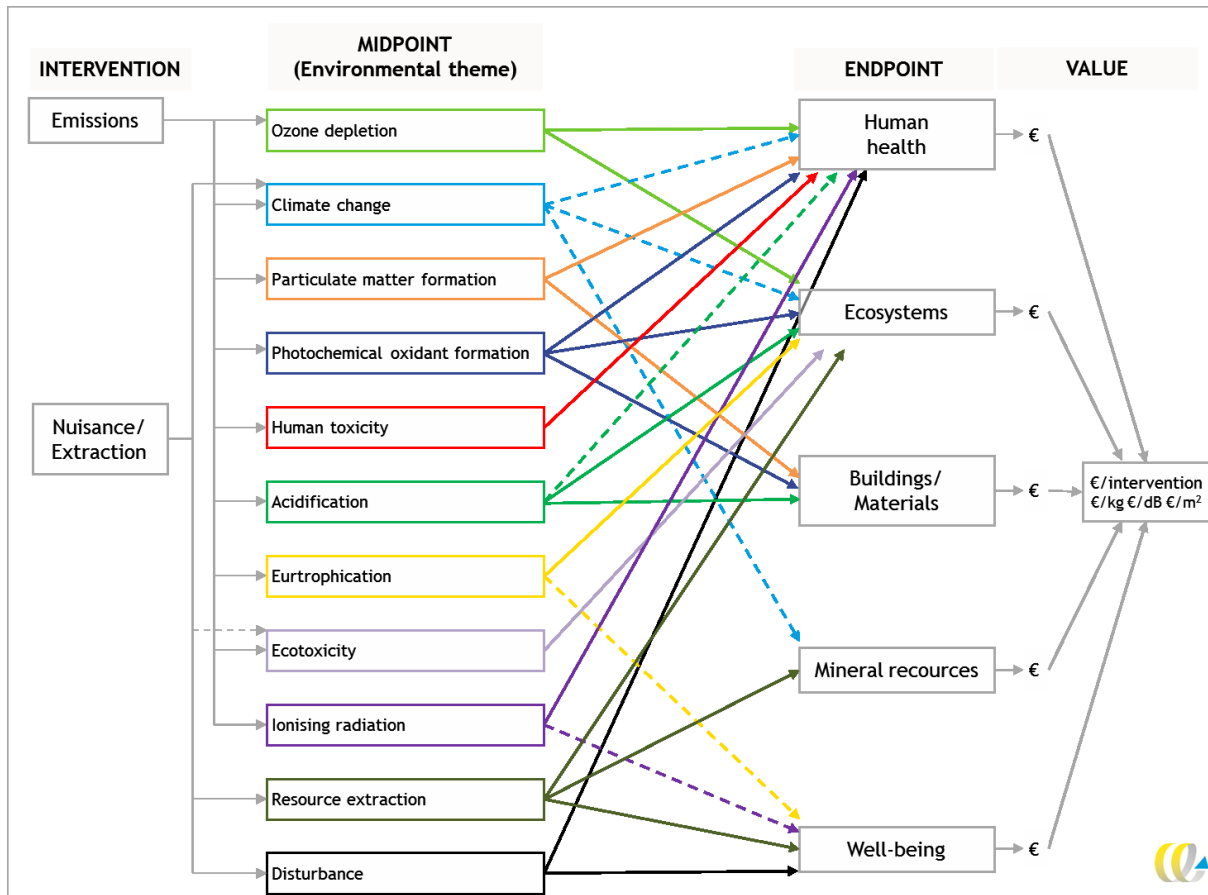 INTERVENTION
MIDPOINT
(Environmental theme)
ENDPOINT
VALUE
Emissions
Nuisance/
Extraction
Ozone depletion
Climate change
Particulate matter formation
Photochemical oxidant formation
Human toxicity
Acidification
Eurtrophication
Ecotoxicity
Ionising radiation
Resource extraction
Disturbance
Human
health
Ecosystems
Buildings/
Materials
Mineral recources
Well-being
€
€
€
€
€
€/intervention
€/kg €/dB €/m²